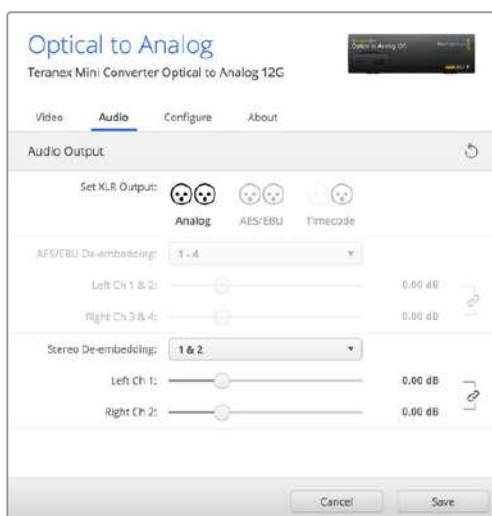 Optical to Analog
Teranex Mini Converter Optical to Analog 12G
Video Audio Configure About
Audio Output
Set XLR Output:
Analog AES/EBU Timecode
AES/EBU De-embedding: 1 - 4
Left Ch 1 & 2: 0.00 dB
Right Ch 3 & 4: 0.00 dB
Stereo De-embedding: 1 & 2
Left Ch 1: 0.00 dB
Right Ch 2: 0.00 dB
Cancel Save